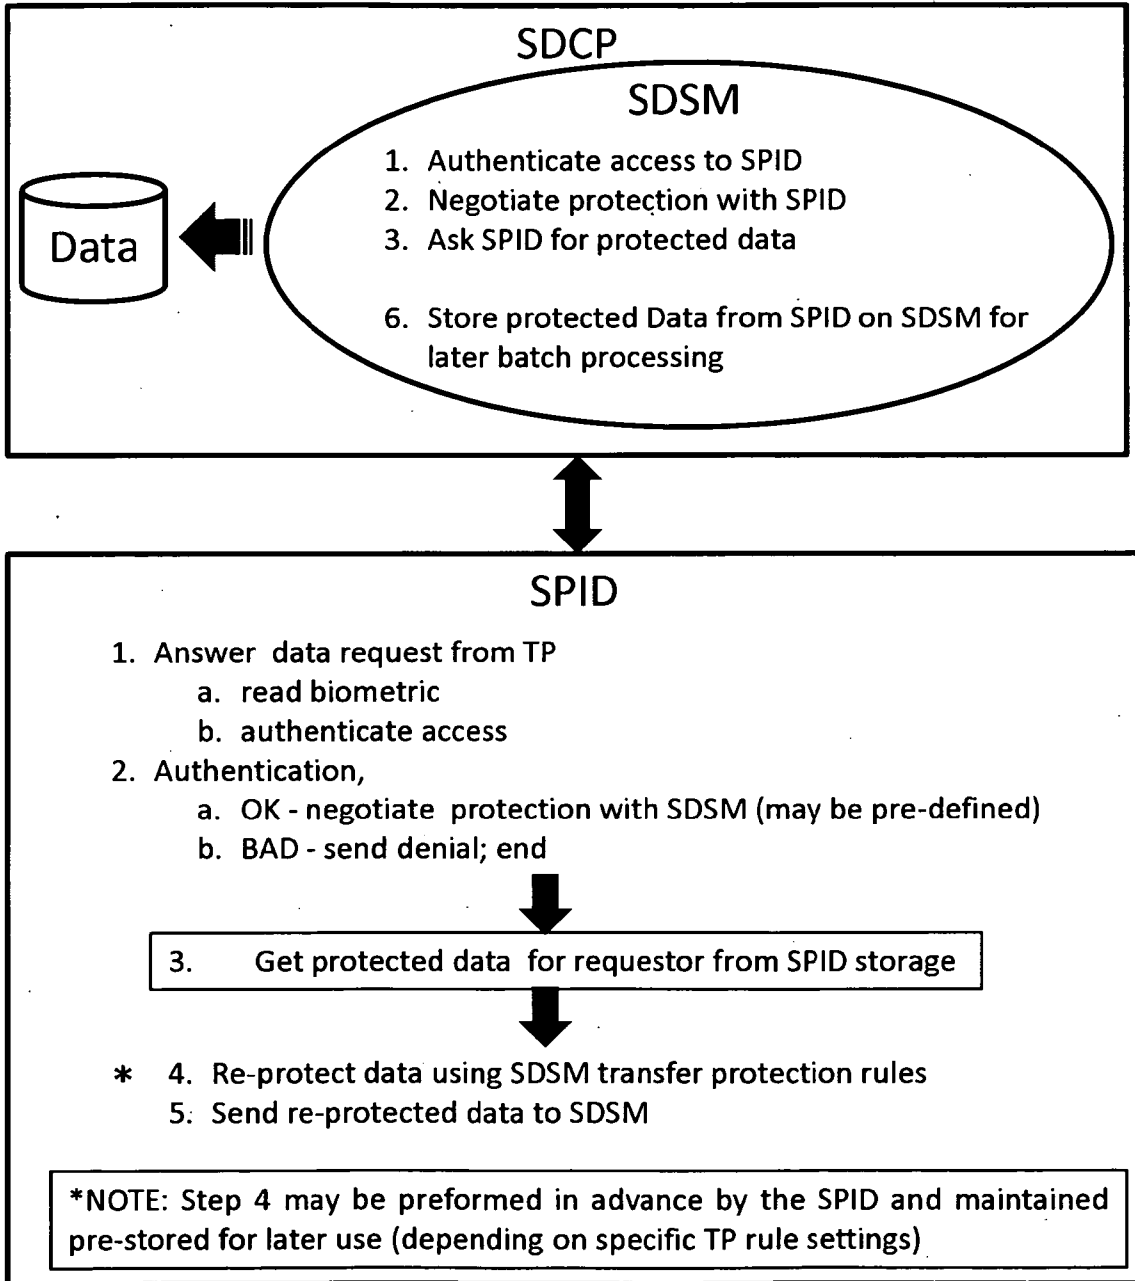 SDCP
SDSM
1. Authenticate access to SPID
2. Negotiate protection with SPID
3. Ask SPID for protected data
Data
6. Store protected Data from SPID on SDSM for
later batch processing
SPID
1. Answer data request from TP
a. read biometric
b. authenticate access
2. Authentication,
a. OK - negotiate protection with SDSM (may be pre-defined)
b. BAD - send denial; end
3. Get protected data for requestor from SPID storage
* 4. Re-protect data using SDSM transfer protection rules
5. Send re-protected data to SDSM
*NOTE: Step 4 may be preformed in advance by the SPID and maintained
pre-stored for later use (depending on specific TP rule settings)